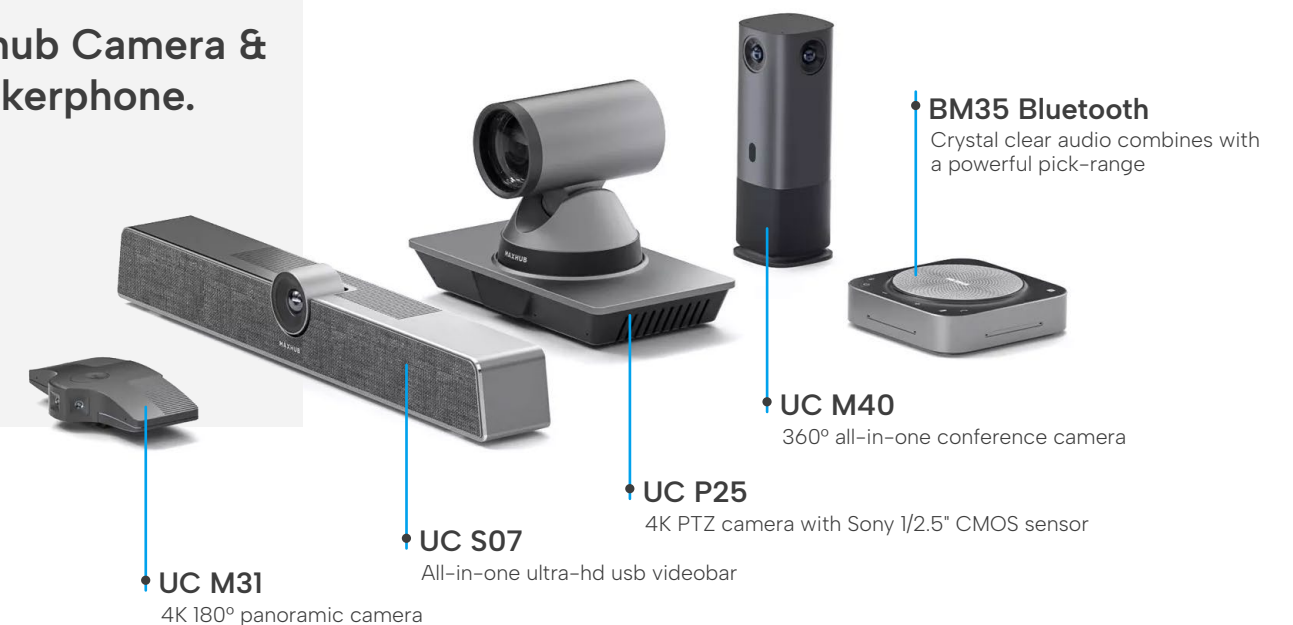 hub Camera &
kerphone.
BM35 Bluetooth
Crystal clear audio combines with
a powerful pick-range
MAXHUB
MAXHUB
UC M40
360º all-in-one conference camera
UC P25
4K PTZ camera with Sony 1/2.5" CMOS sensor
UC S07
All-in-one ultra-hd usb videobar
UC M31
4K 180º panoramic camera